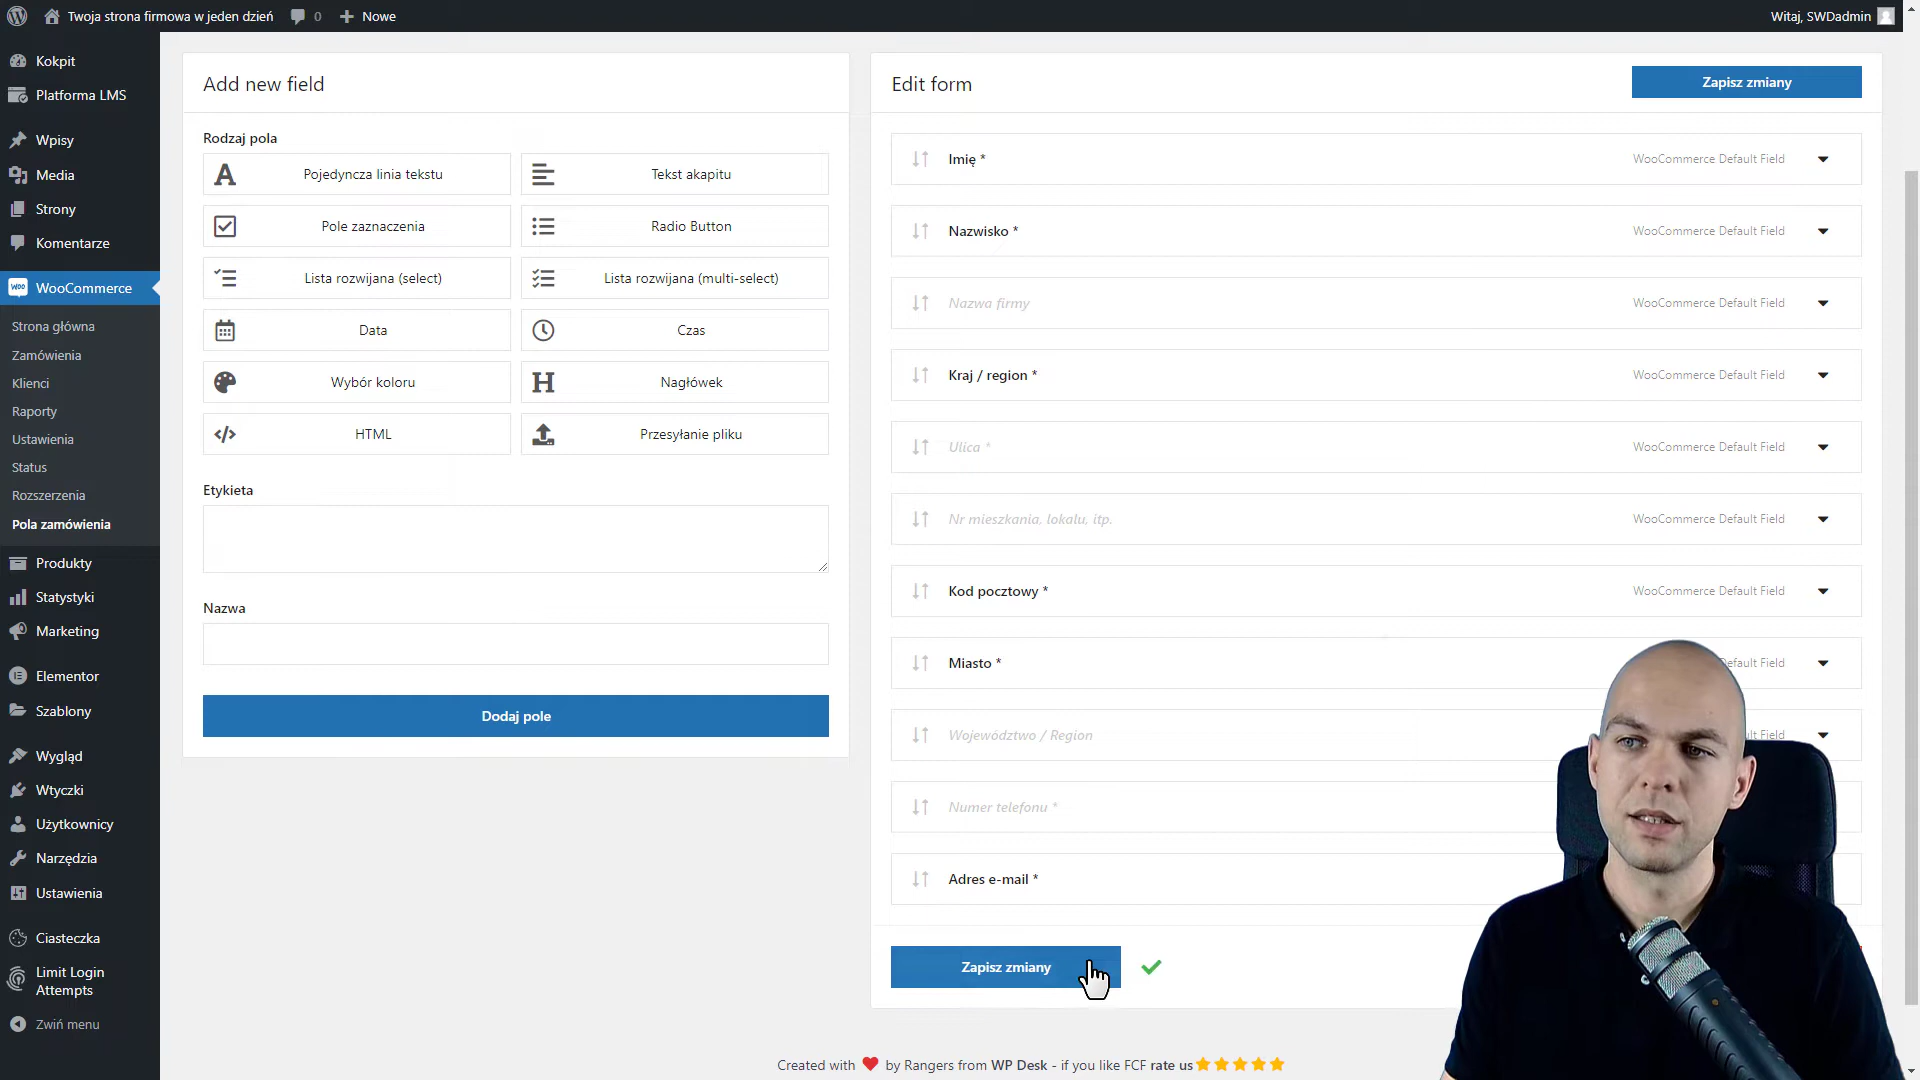 Twoja strona firmowa w jeden dzień
0
Nowe
Witaj, SWDadmin
Kokpit
Platforma LMS
Wpisy
Media
Strony
Komentarze
WooCommerce
Strona główna
Zamówienia
Klienci
Raporty
Ustawienia
Status
Rozszerzenia
Pola zamówienia
Produkty
Statystyki
Marketing
Elementor
Szablony
Wygląd
Wtyczki
Użytkownicy
Narzędzia
Ustawienia
Ciasteczka
Limit Login
Attempts
Zwiń menu
Add new field
Rodzaj pola
Pojedyncza linia tekstu
Tekst akapitu
Pole zaznaczenia
Radio Button
Lista rozwijana (select)
Lista rozwijana (multi-select)
Data
Czas
Wybór koloru
Nagłówek
HTML
Przesyłanie pliku
Etykieta
Nazwa
Dodaj pole
Edit form
Zapisz zmiany
Imię * WooCommerce Default Field
Nazwisko * WooCommerce Default Field
Nazwa firmy WooCommerce Default Field
Kraj / region * WooCommerce Default Field
Ulica * WooCommerce Default Field
Nr mieszkania, lokalu, itp. WooCommerce Default Field
Kod pocztowy * WooCommerce Default Field
Miasto * Default Field
Województwo / Region Field
Numer telefonu *
Adres e-mail *
Zapisz zmiany
Created with by Rangers from WP Desk - if you like FCF rate us